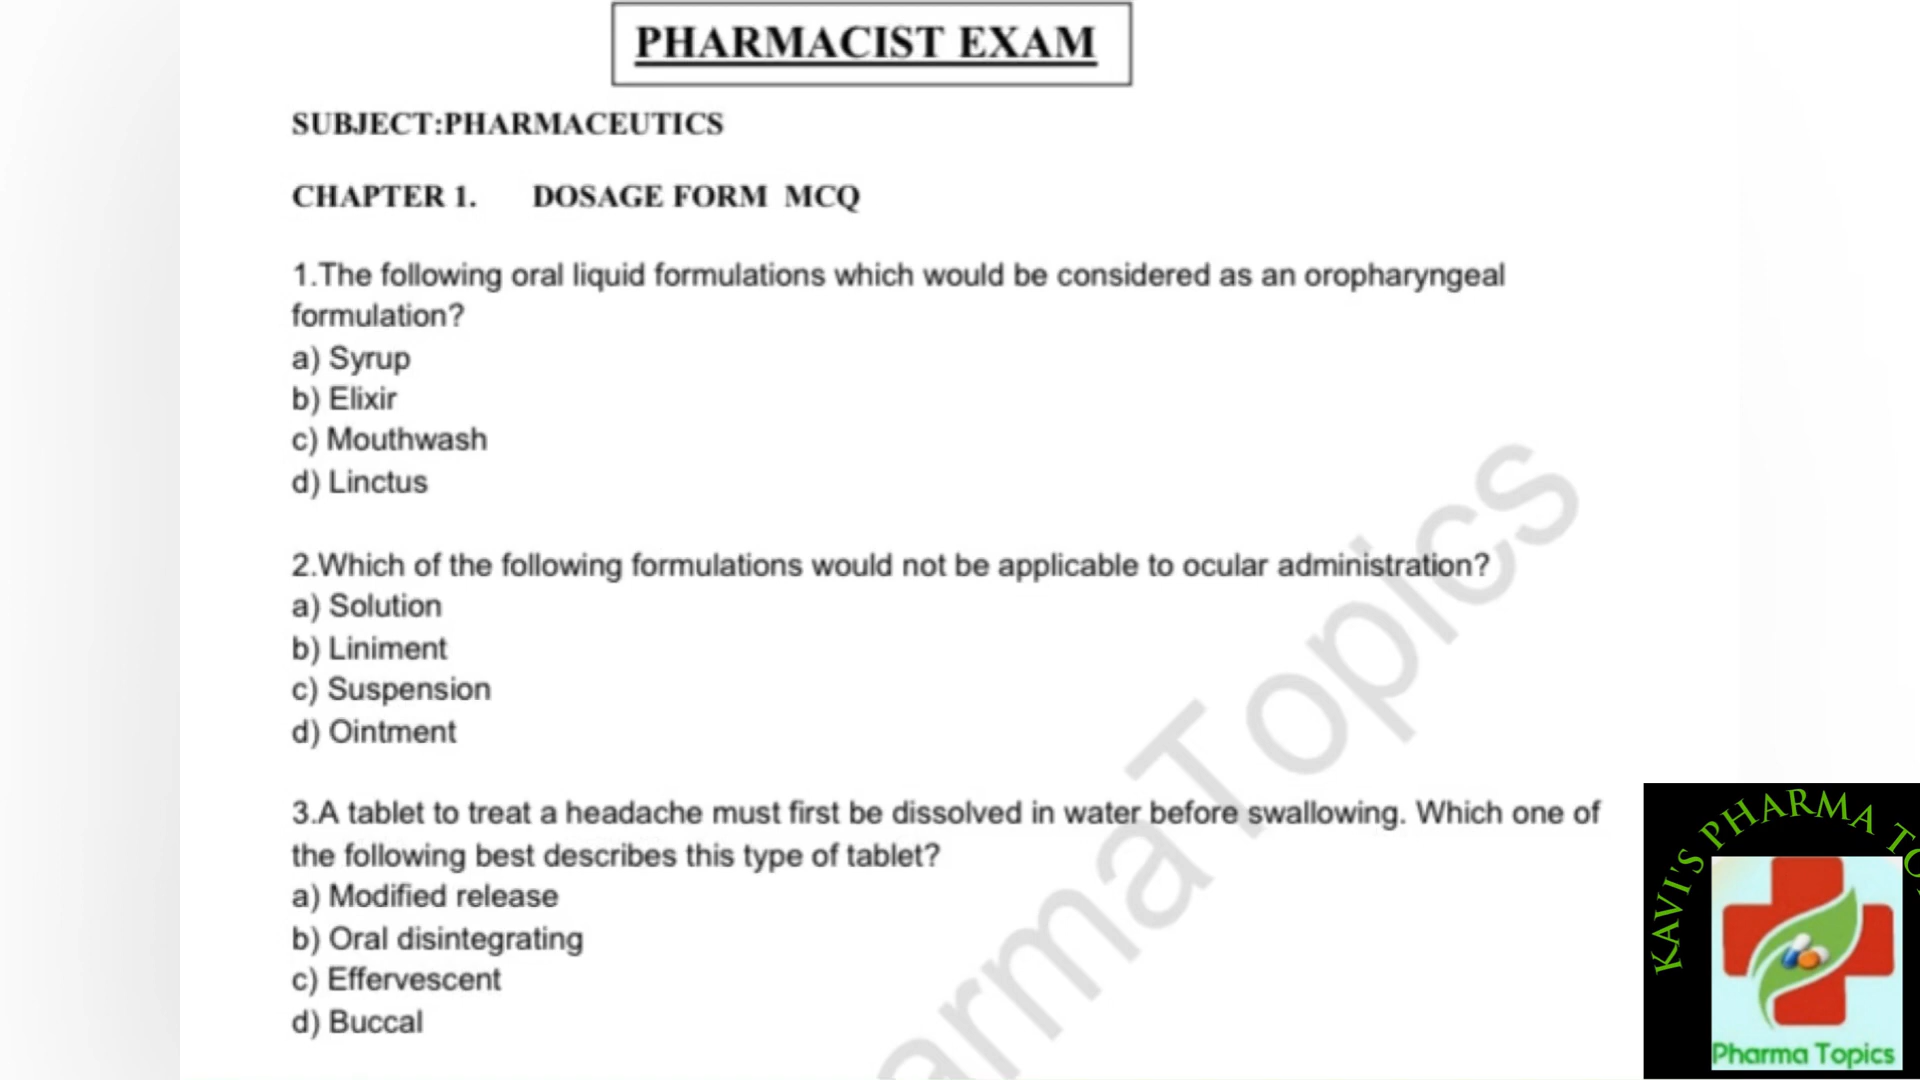 PHARMACIST EXAM
SUBJECT:PHARMACEUTICS
CHAPTER 1. DOSAGE FORM MCQ
1.The following oral liquid formulations which would be considered as an oropharyngeal
formulation?
a) Syrup
b) Elixir
c) Mouthwash
d) Linctus
2.Which of the following formulations would not be applicable to ocular administration?
a) Solution
b) Liniment
c) Suspension
d) Ointment
3.A tablet to treat a headache must first be dissolved in water before swallowing. Which one of
the following best describes this type of tablet?
a) Modified release
b) Oral disintegrating
c) Effervescent
d) Buccal
armaTopics
KAVI'S PHARMA TO
Pharma Topics